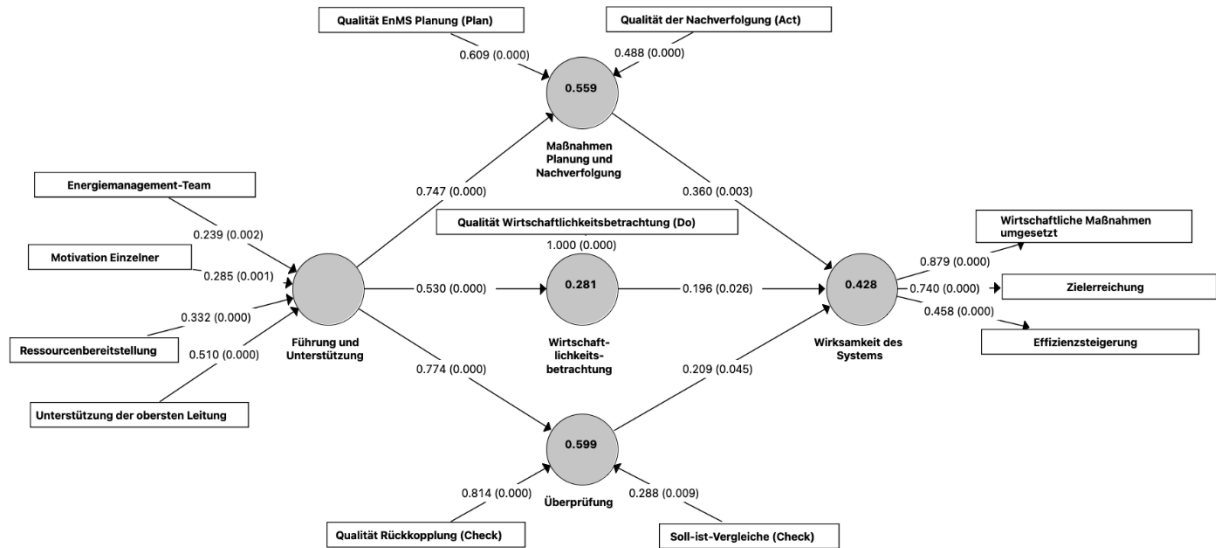 Qualität EnMS Planung (Plan)
Qualität der Nachverfolgung (Act)
0.609 (0.000)
0.488 (0.000)
0.559
Maßnahmen
Planung und
Nachverfolgung
Energiemanagement-Team
0.747 (0.000)
0.360 (0.003)
Qualität Wirtschaftlichkeitsbetrachtung (Do)
Wirtschaftliche Maßnahmen
umgesetzt
0.239 (0.002)
1.000 (0.000)
Motivation Einzelner
0.879 (0.000)
0.285 (0.001)
0.530 (0.000)
0.281
0.196 (0.026)
0.428
0.740 (0.000)
Zielerreichung
0.458 (0.000)
0.332 (0.000)
Ressourcenbereitstellung
Führung und
Unterstützung
Wirtschaft-
lichkeits-
betrachtung
Wirksamkeit des
Systems
Effizienzsteigerung
0.510 (0.000)
0.774 (0.000)
0.209 (0.045)
Unterstützung der obersten Leitung
0.599
0.814 (0.000)
Überprüfung
0.288 (0.009)
Qualität Rückkopplung (Check)
Soll-ist-Vergleiche (Check)